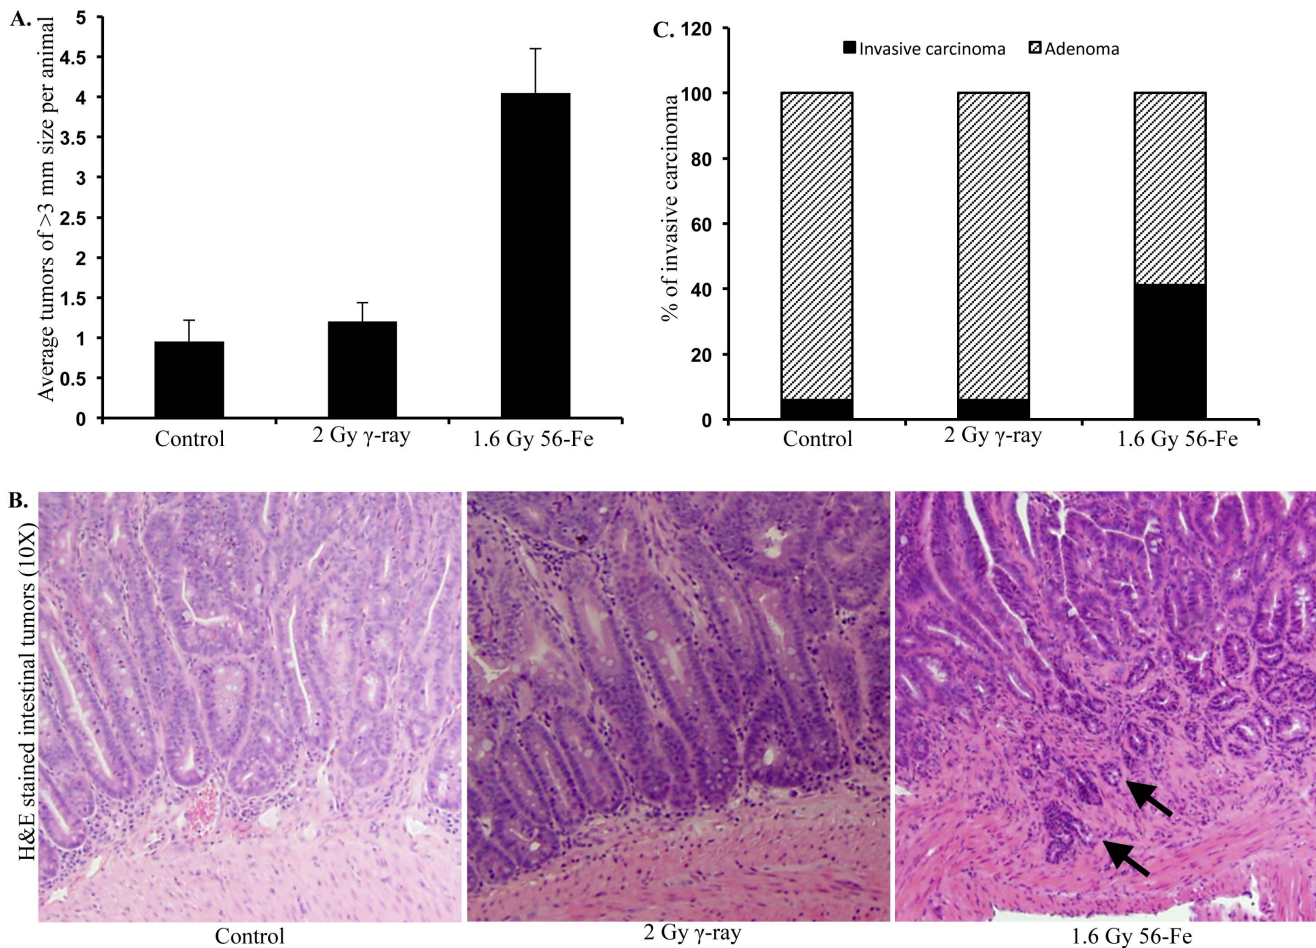 A.
Average tumors of >3 mm size per animal
5
4.5
4
3.5
3
2.5
2
1.5
1
0.5
0
Control
2 Gy γ-ray
1.6 Gy 56-Fe
C.
% of invasive carcinoma
120
100
80
60
40
20
0
Invasive carcinoma
Adenoma
Control
2 Gy γ-ray
1.6 Gy 56-Fe
B.
H&E stained intestinal tumors (10X)
Control
2 Gy γ-ray
1.6 Gy 56-Fe